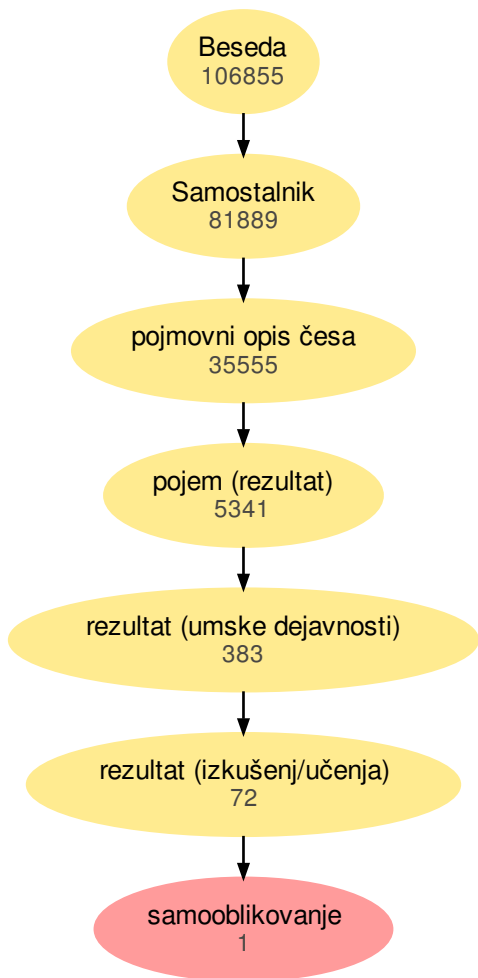 Beseda
106855
Samostalnik
81889
pojmovni opis česa
35555
pojem (rezultat)
5341
rezultat (umske dejavnosti)
383
rezultat (izkušenj/učenja)
72
samooblikovanje
1